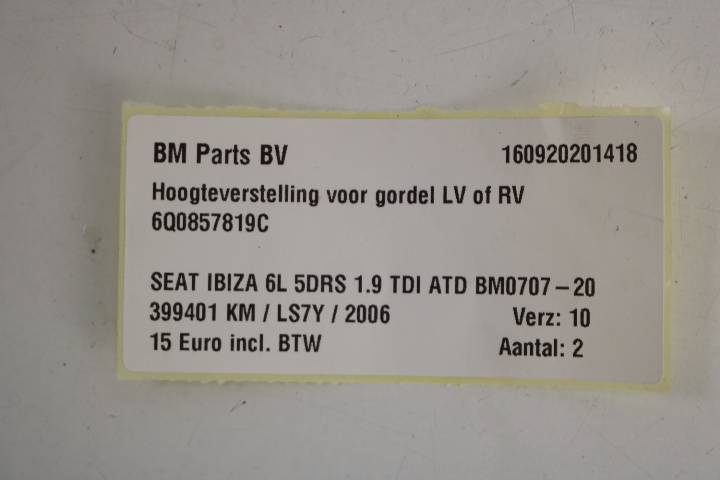 BM Parts BV 160920201418
Hoogteverstelling voor gordel LV of RV
6Q0857819C
SEAT IBIZA 6L 5DRS 1.9 TDI ATD BM0707-20
399401 KM / LS7Y / 2006 Verz: 10
15 Euro incl. BTW Aantal: 2